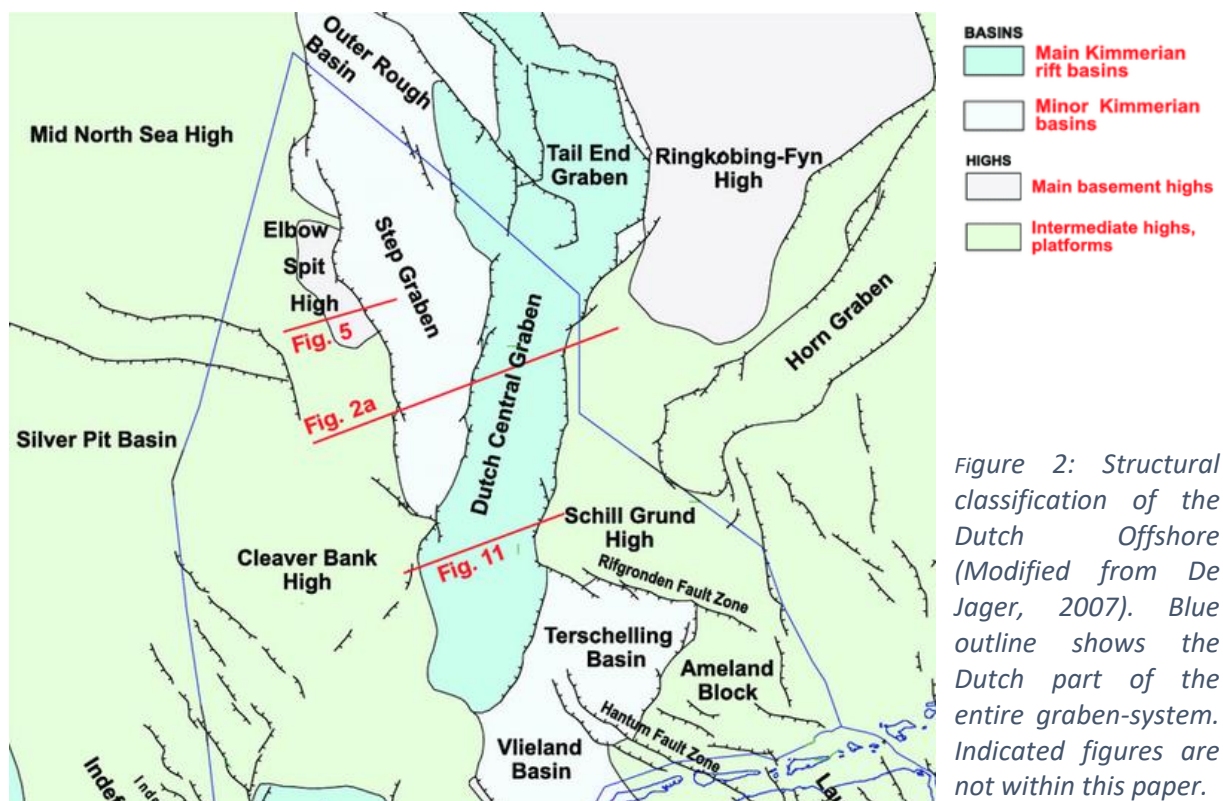 Outer Rough
Basin
Mid North Sea High
Tail End
Graben
Ringkobing-Fyn
High
Elbow
Spit
High
Step Graben
Fig. 5
Dutch Central Graben
Horn Graben
Fig. 2a
Silver Pit Basin
Cleaver Bank
High
Fig. 11
Schill Grund
High
Rifgronden Fault Zone
Terschelling
Basin
Ameland
Block
Hantum Fault Zone
Vlieland
Basin
BASINS
Main Kimmerian
rift basins
Minor Kimmerian
basins
HIGHS
Main basement highs
Intermediate highs,
platforms
Figure 2: Structural
classification of the
Dutch Offshore
(Modified from De
Jager, 2007). Blue
outline shows the
Dutch part of the
entire graben-system.
Indicated figures are
not within this paper.